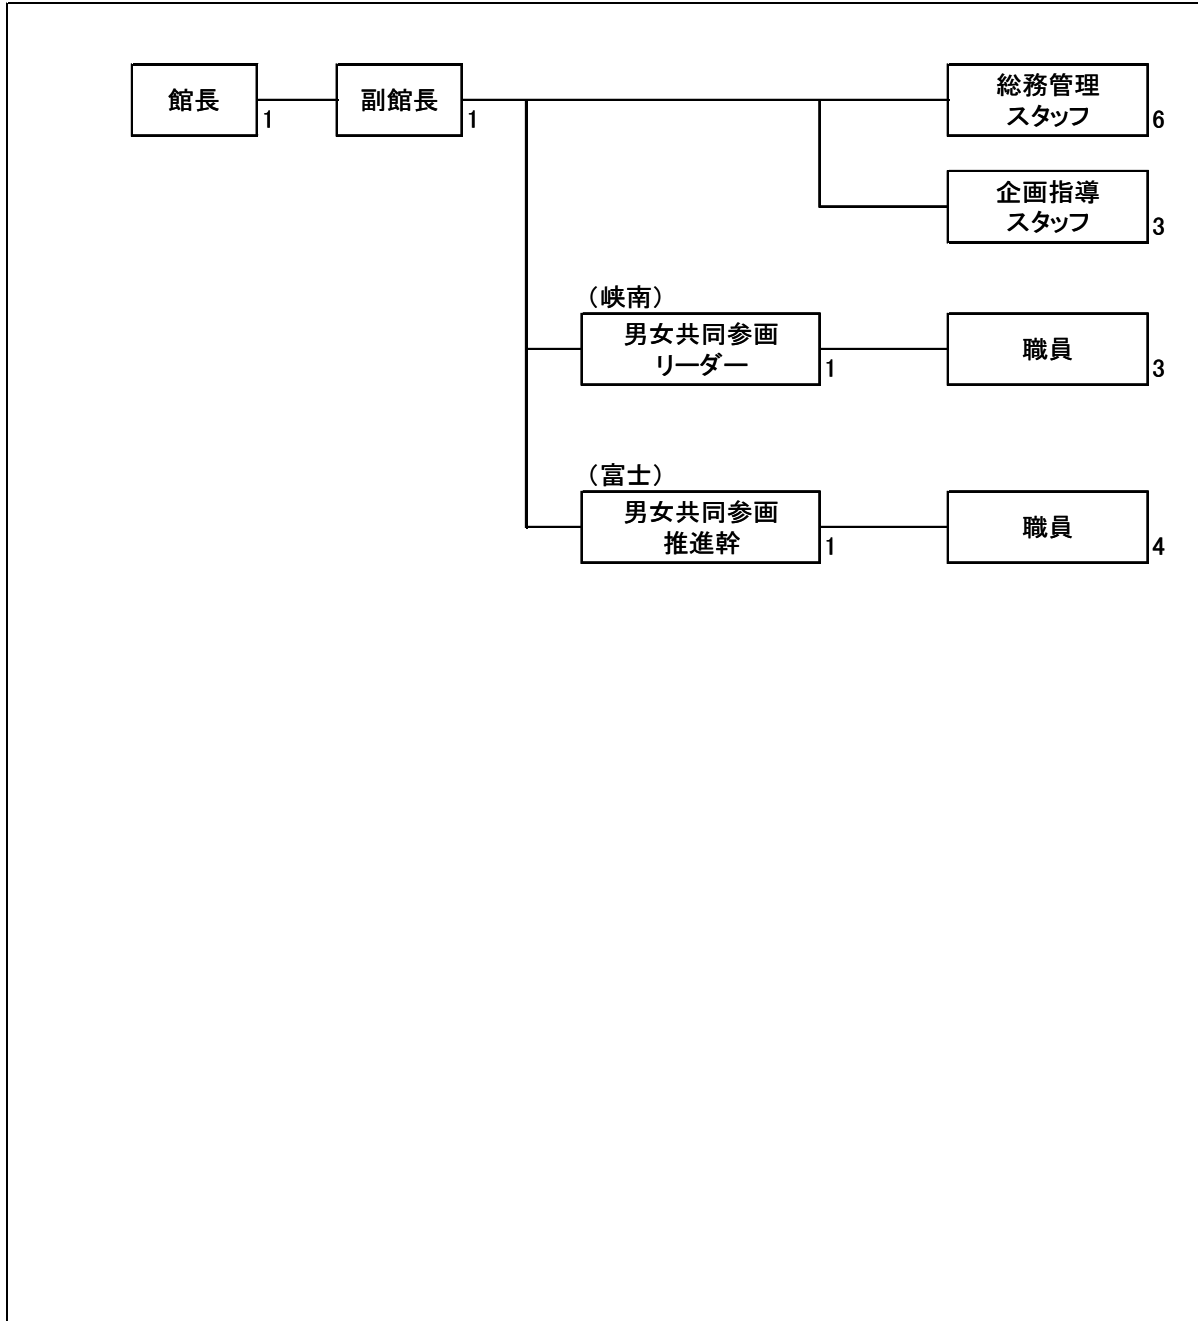 館長
1
副館長
1
総務管理
スタッフ
6
企画指導
スタッフ
3
（峡南）
男女共同参画
リーダー
1
職員
3
（富士）
男女共同参画
推進幹
1
職員
4